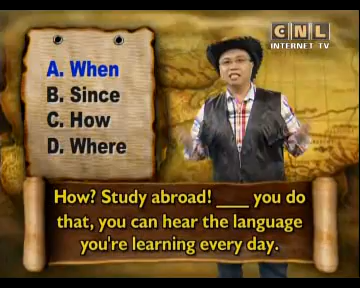 CNL
INTERNET TV
A. When
B. Since
C. How
D. Where
How? Study abroad! ___ you do
that, you can hear the language
you're learning every day.